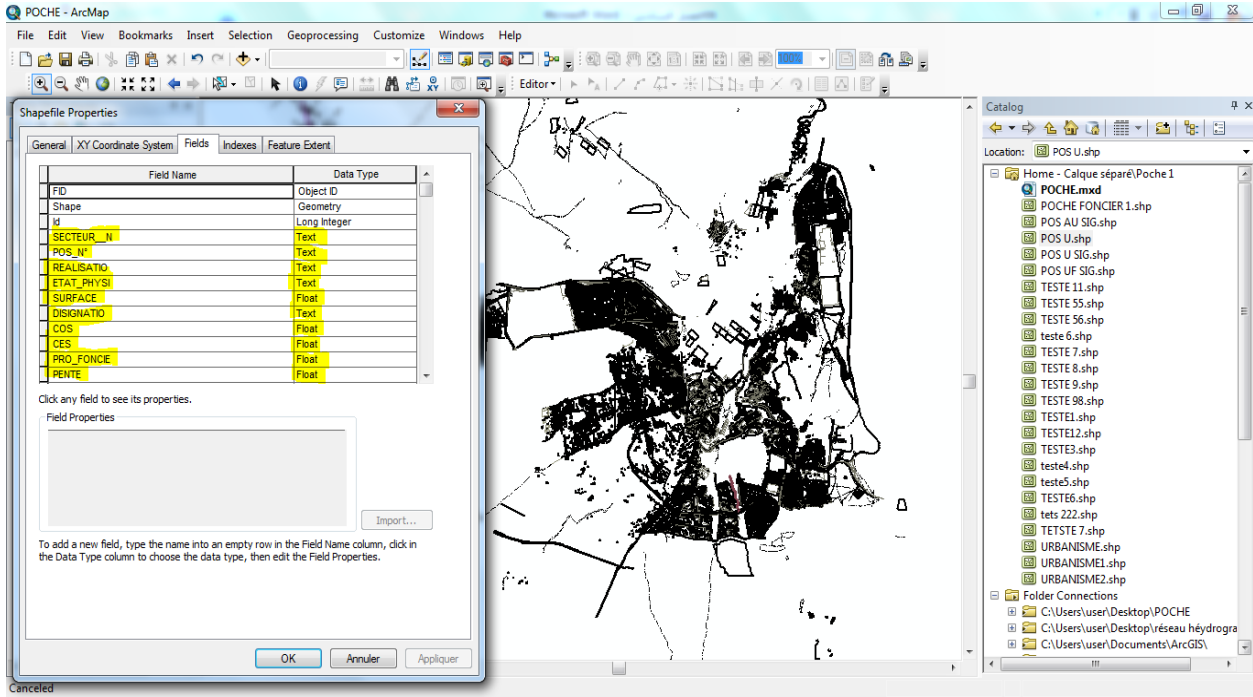 POCHE - ArcMap
File Edit View Bookmarks Insert Selection Geoprocessing Customize Windows Help
100%
Editor
Shapefile Properties
General XY Coordinate System Fields Indexes Feature Extent
Field Name Data Type
FID Object ID
Shape Geometry
Id Long Integer
SECTEUR__N Text
POS_N° Text
REALISATIO Text
ETAT_PHYSI Text
SURFACE Float
DISIGNATIO Text
COS Float
CES Float
PRO_FONCIE Float
PENTE Float
Click any field to see its properties.
Field Properties
Import...
To add a new field, type the name into an empty row in the Field Name column, click in
the Data Type column to choose the data type, then edit the Field Properties.
OK Annuler Appliquer
Canceled
Catalog
Location: POS U.shp
Home - Calque séparé\Poche 1
POCHE.mxd
POCHE FONCIER 1.shp
POS AU SIG.shp
POS U.shp
POS U SIG.shp
POS UF SIG.shp
TESTE 11.shp
TESTE 55.shp
TESTE 56.shp
teste 6.shp
TESTE 7.shp
TESTE 8.shp
TESTE 9.shp
TESTE 98.shp
TESTE1.shp
TESTE12.shp
TESTE3.shp
teste4.shp
teste5.shp
TESTE6.shp
tets 222.shp
TETSTE 7.shp
URBANISME.shp
URBANISME1.shp
URBANISME2.shp
Folder Connections
C:\Users\user\Desktop\POCHE
C:\Users\user\Desktop\réseau héydrogra
C:\Users\user\Documents\ArcGIS\